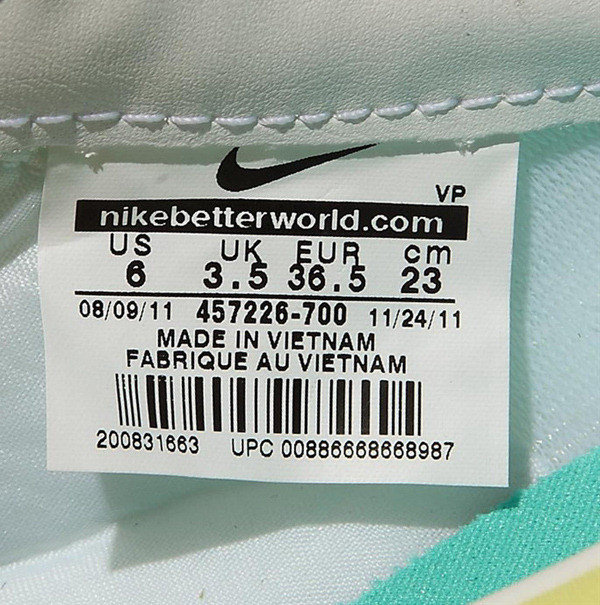 VP
nikebetterworld.com
US UK EUR cm
6 3.5 36.5 23
08/09/11 457226-700 11/24/11
MADE IN VIETNAM
FABRIQUE AU VIETNAM
200831663 UPC 00886668668987